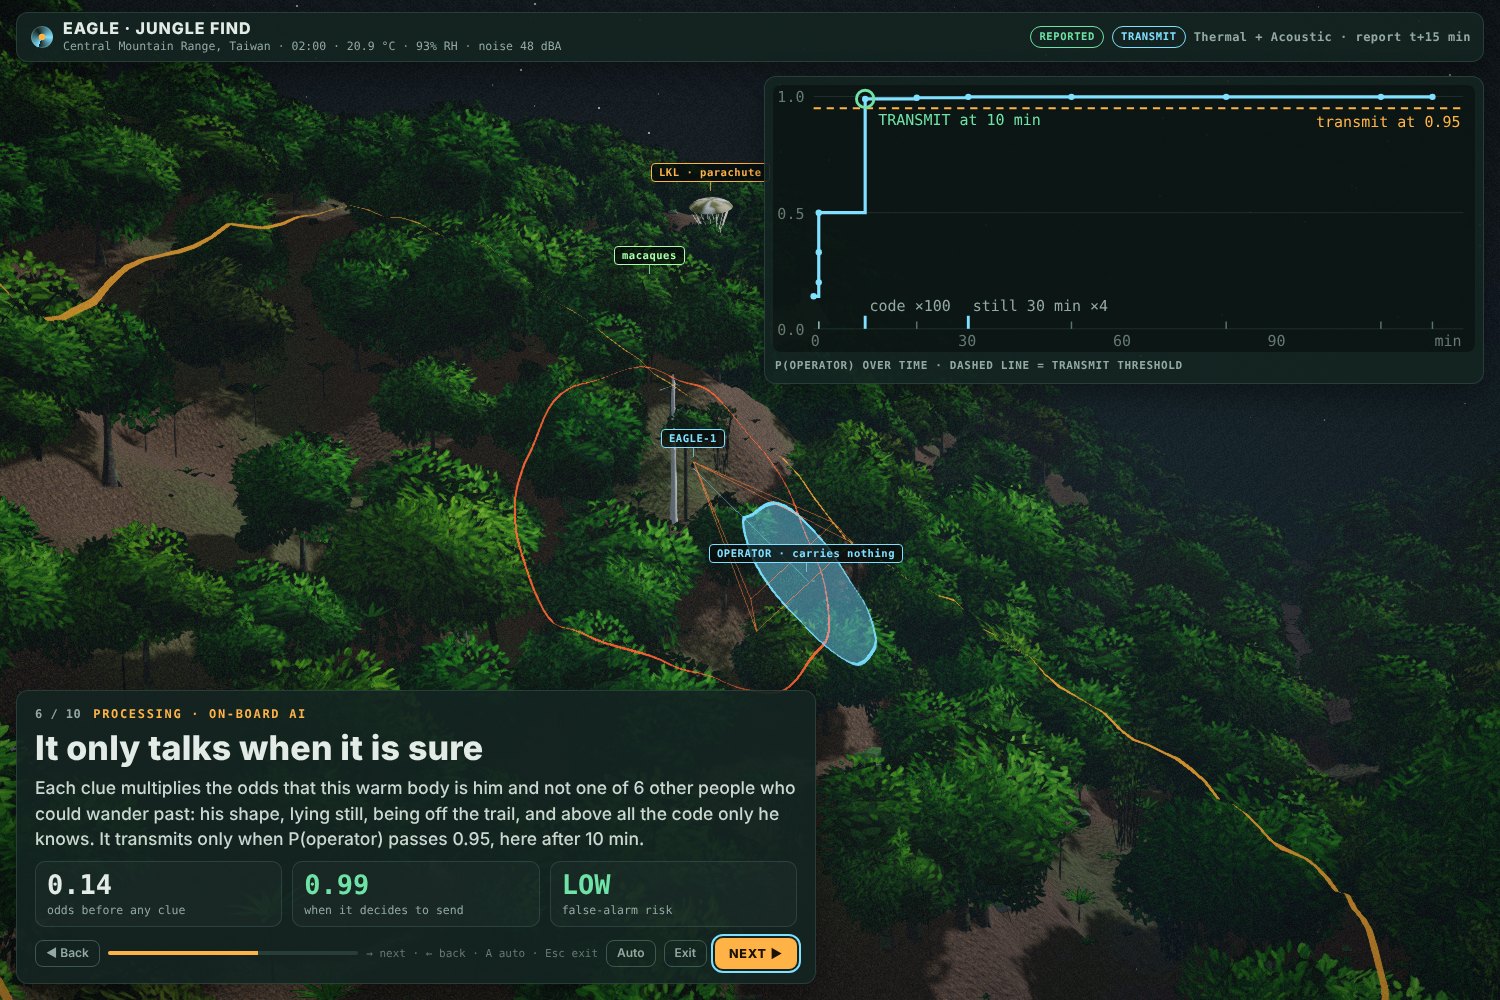 EAGLE · JUNGLE FIND
Central Mountain Range, Taiwan · 02:00 · 20.9 °C · 93% RH · noise 48 dBA
REPORTED
TRANSMIT
Thermal + Acoustic · report t+15 min
1.0
TRANSMIT at 10 min
transmit at 0.95
0.5
code ×100
still 30 min ×4
0.0
0
30
60
90
min
P(OPERATOR) OVER TIME · DASHED LINE = TRANSMIT THRESHOLD
LKL · parachute
macaques
EAGLE-1
OPERATOR · carries nothing
6 / 10 PROCESSING · ON-BOARD AI
It only talks when it is sure
Each clue multiplies the odds that this warm body is him and not one of 6 other people who
could wander past: his shape, lying still, being off the trail, and above all the code only he
knows. It transmits only when P(operator) passes 0.95, here after 10 min.
0.14
odds before any clue
0.99
when it decides to send
LOW
false-alarm risk
◀ Back
→ next · ← back · A auto · Esc exit
Auto
Exit
NEXT ▶